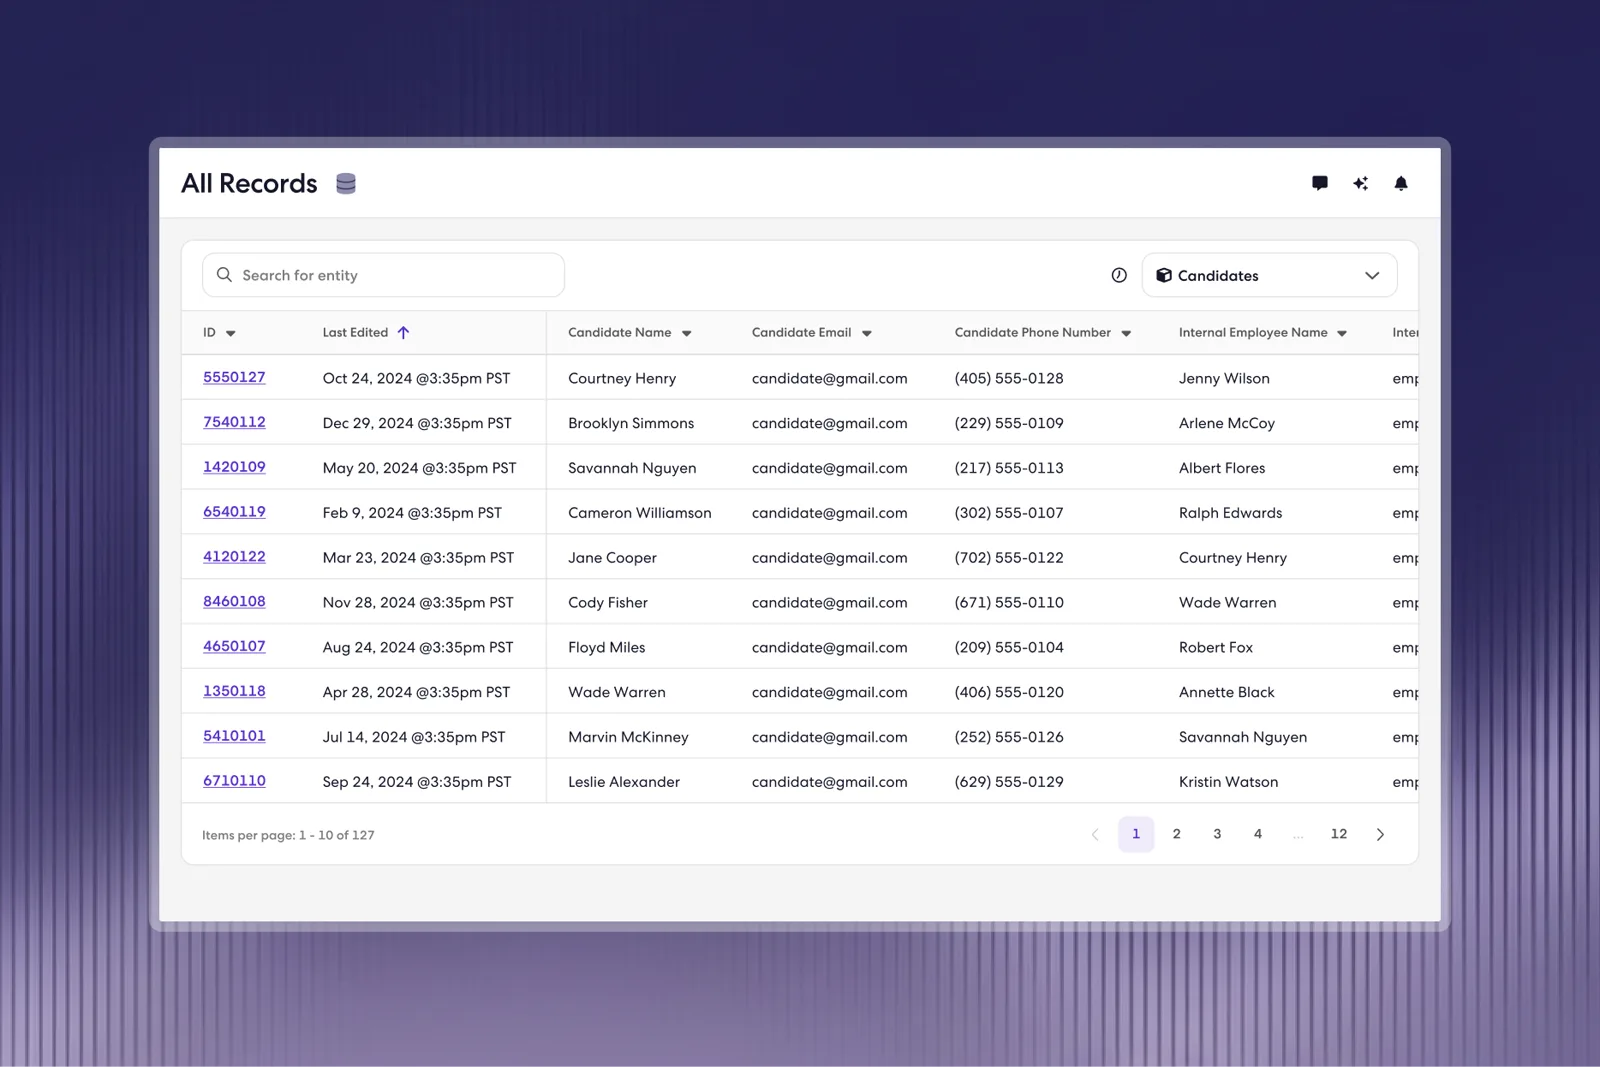 All Records
Search for entity
Candidates
ID Last Edited Candidate Name Candidate Email Candidate Phone Number Internal Employee Name
5550127 Oct 24, 2024 @3:35pm PST Courtney Henry candidate@gmail.com (405) 555-0128 Jenny Wilson
7540112 Dec 29, 2024 @3:35pm PST Brooklyn Simmons candidate@gmail.com (229) 555-0109 Arlene McCoy
1420109 May 20, 2024 @3:35pm PST Savannah Nguyen candidate@gmail.com (217) 555-0113 Albert Flores
6540119 Feb 9, 2024 @3:35pm PST Cameron Williamson candidate@gmail.com (302) 555-0107 Ralph Edwards
4120122 Mar 23, 2024 @3:35pm PST Jane Cooper candidate@gmail.com (702) 555-0122 Courtney Henry
8460108 Nov 28, 2024 @3:35pm PST Cody Fisher candidate@gmail.com (671) 555-0110 Wade Warren
4650107 Aug 24, 2024 @3:35pm PST Floyd Miles candidate@gmail.com (209) 555-0104 Robert Fox
1350118 Apr 28, 2024 @3:35pm PST Wade Warren candidate@gmail.com (406) 555-0120 Annette Black
5410101 Jul 14, 2024 @3:35pm PST Marvin McKinney candidate@gmail.com (252) 555-0126 Savannah Nguyen
6710110 Sep 24, 2024 @3:35pm PST Leslie Alexander candidate@gmail.com (629) 555-0129 Kristin Watson
Items per page: 1 - 10 of 127 1 2 3 4 ... 12